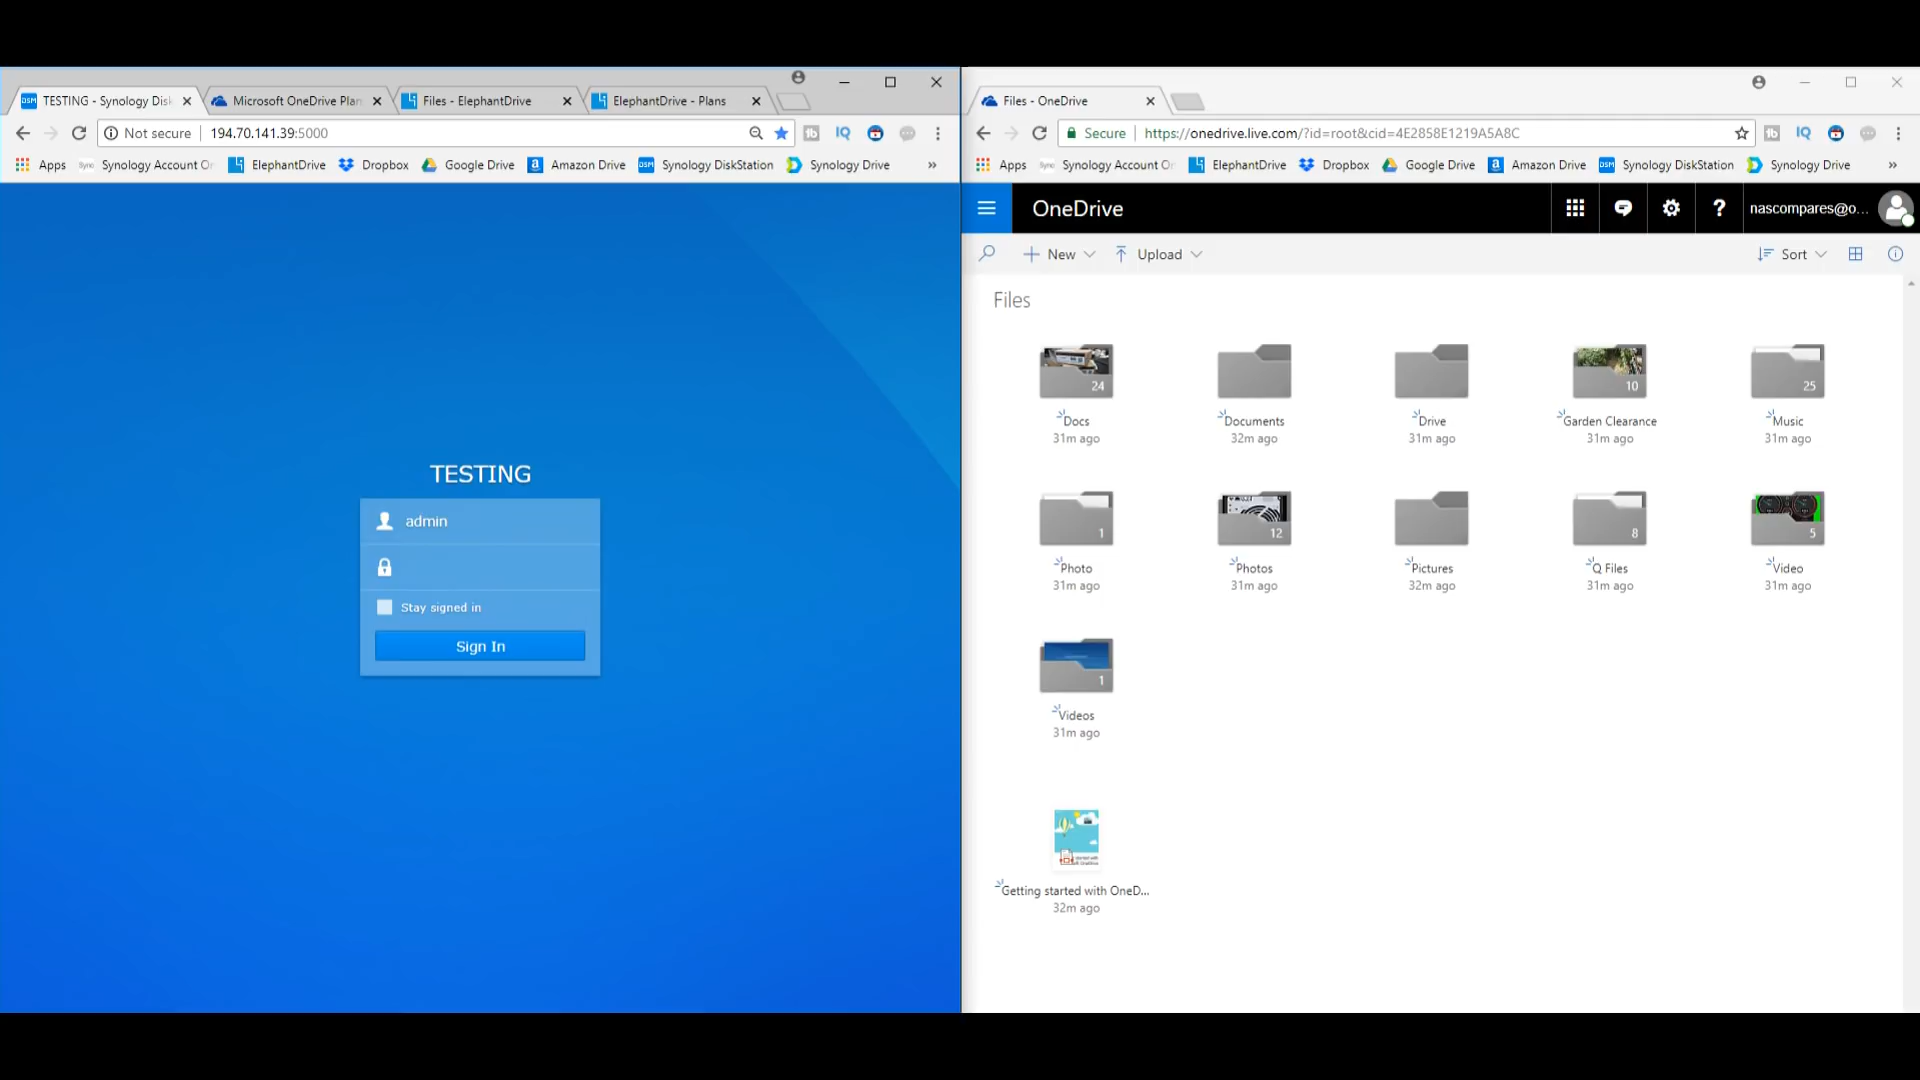 TESTING - Synology Disk
Microsoft OneDrive Plan
Files - ElephantDrive
ElephantDrive - Plans
Not secure
194.70.141.39:5000
Apps
Synology Account Or
ElephantDrive
Dropbox
Google Drive
Amazon Drive
Synology DiskStation
Synology Drive
»
TESTING
admin
Stay signed in
Sign In
Files - OneDrive
Secure
https://onedrive.live.com/?id=root&cid=4E2858E1219A5A8C
Apps
Synology Account Or
ElephantDrive
Dropbox
Google Drive
Amazon Drive
Synology DiskStation
Synology Drive
»
OneDrive
?
nascompares@o...
New
Upload
Sort
Files
24
Docs
31m ago
Documents
32m ago
Drive
31m ago
10
Garden Clearance
31m ago
25
Music
31m ago
1
Photo
31m ago
12
Photos
31m ago
Pictures
32m ago
8
Q Files
31m ago
5
Video
31m ago
1
Videos
31m ago
Getting started with OneD...
32m ago